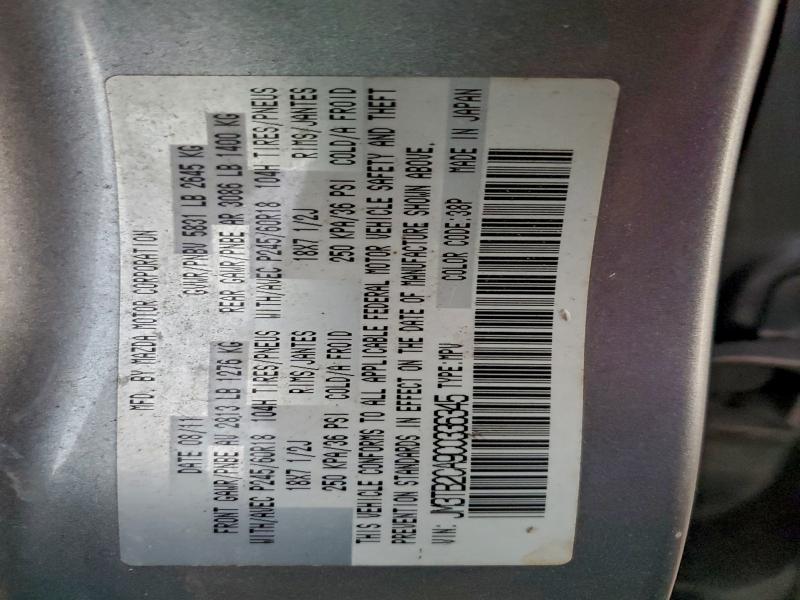 MFD. BY MAZDA MOTOR CORPORATION
DATE 08/11 GVWR/PNBV 5831 LB 2645 KG
FRONT GAWR/PNBE AV 2813 LB 1276 KG REAR GAWR/PNBE AR 3086 LB 1400 KG
WITH/AVEC P245/60R18 104H TIRES/PNEUS WITH/AVEC P245/60R18 104H TIRES/PNEUS
18X7 1/2J RIMS/JANTES 18X7 1/2J RIMS/JANTES
250 KPA/36 PSI COLD/A FROID 250 KPA/36 PSI COLD/A FROID
THIS VEHICLE CONFORMS TO ALL APPLICABLE FEDERAL MOTOR VEHICLE SAFETY AND THEFT
PREVENTION STANDARDS IN EFFECT ON THE DATE OF MANUFACTURE SHOWN ABOVE.
VIN: JM3TB2CA9C0336345 TYPE:MPV COLOR CODE:38P MADE IN JAPAN